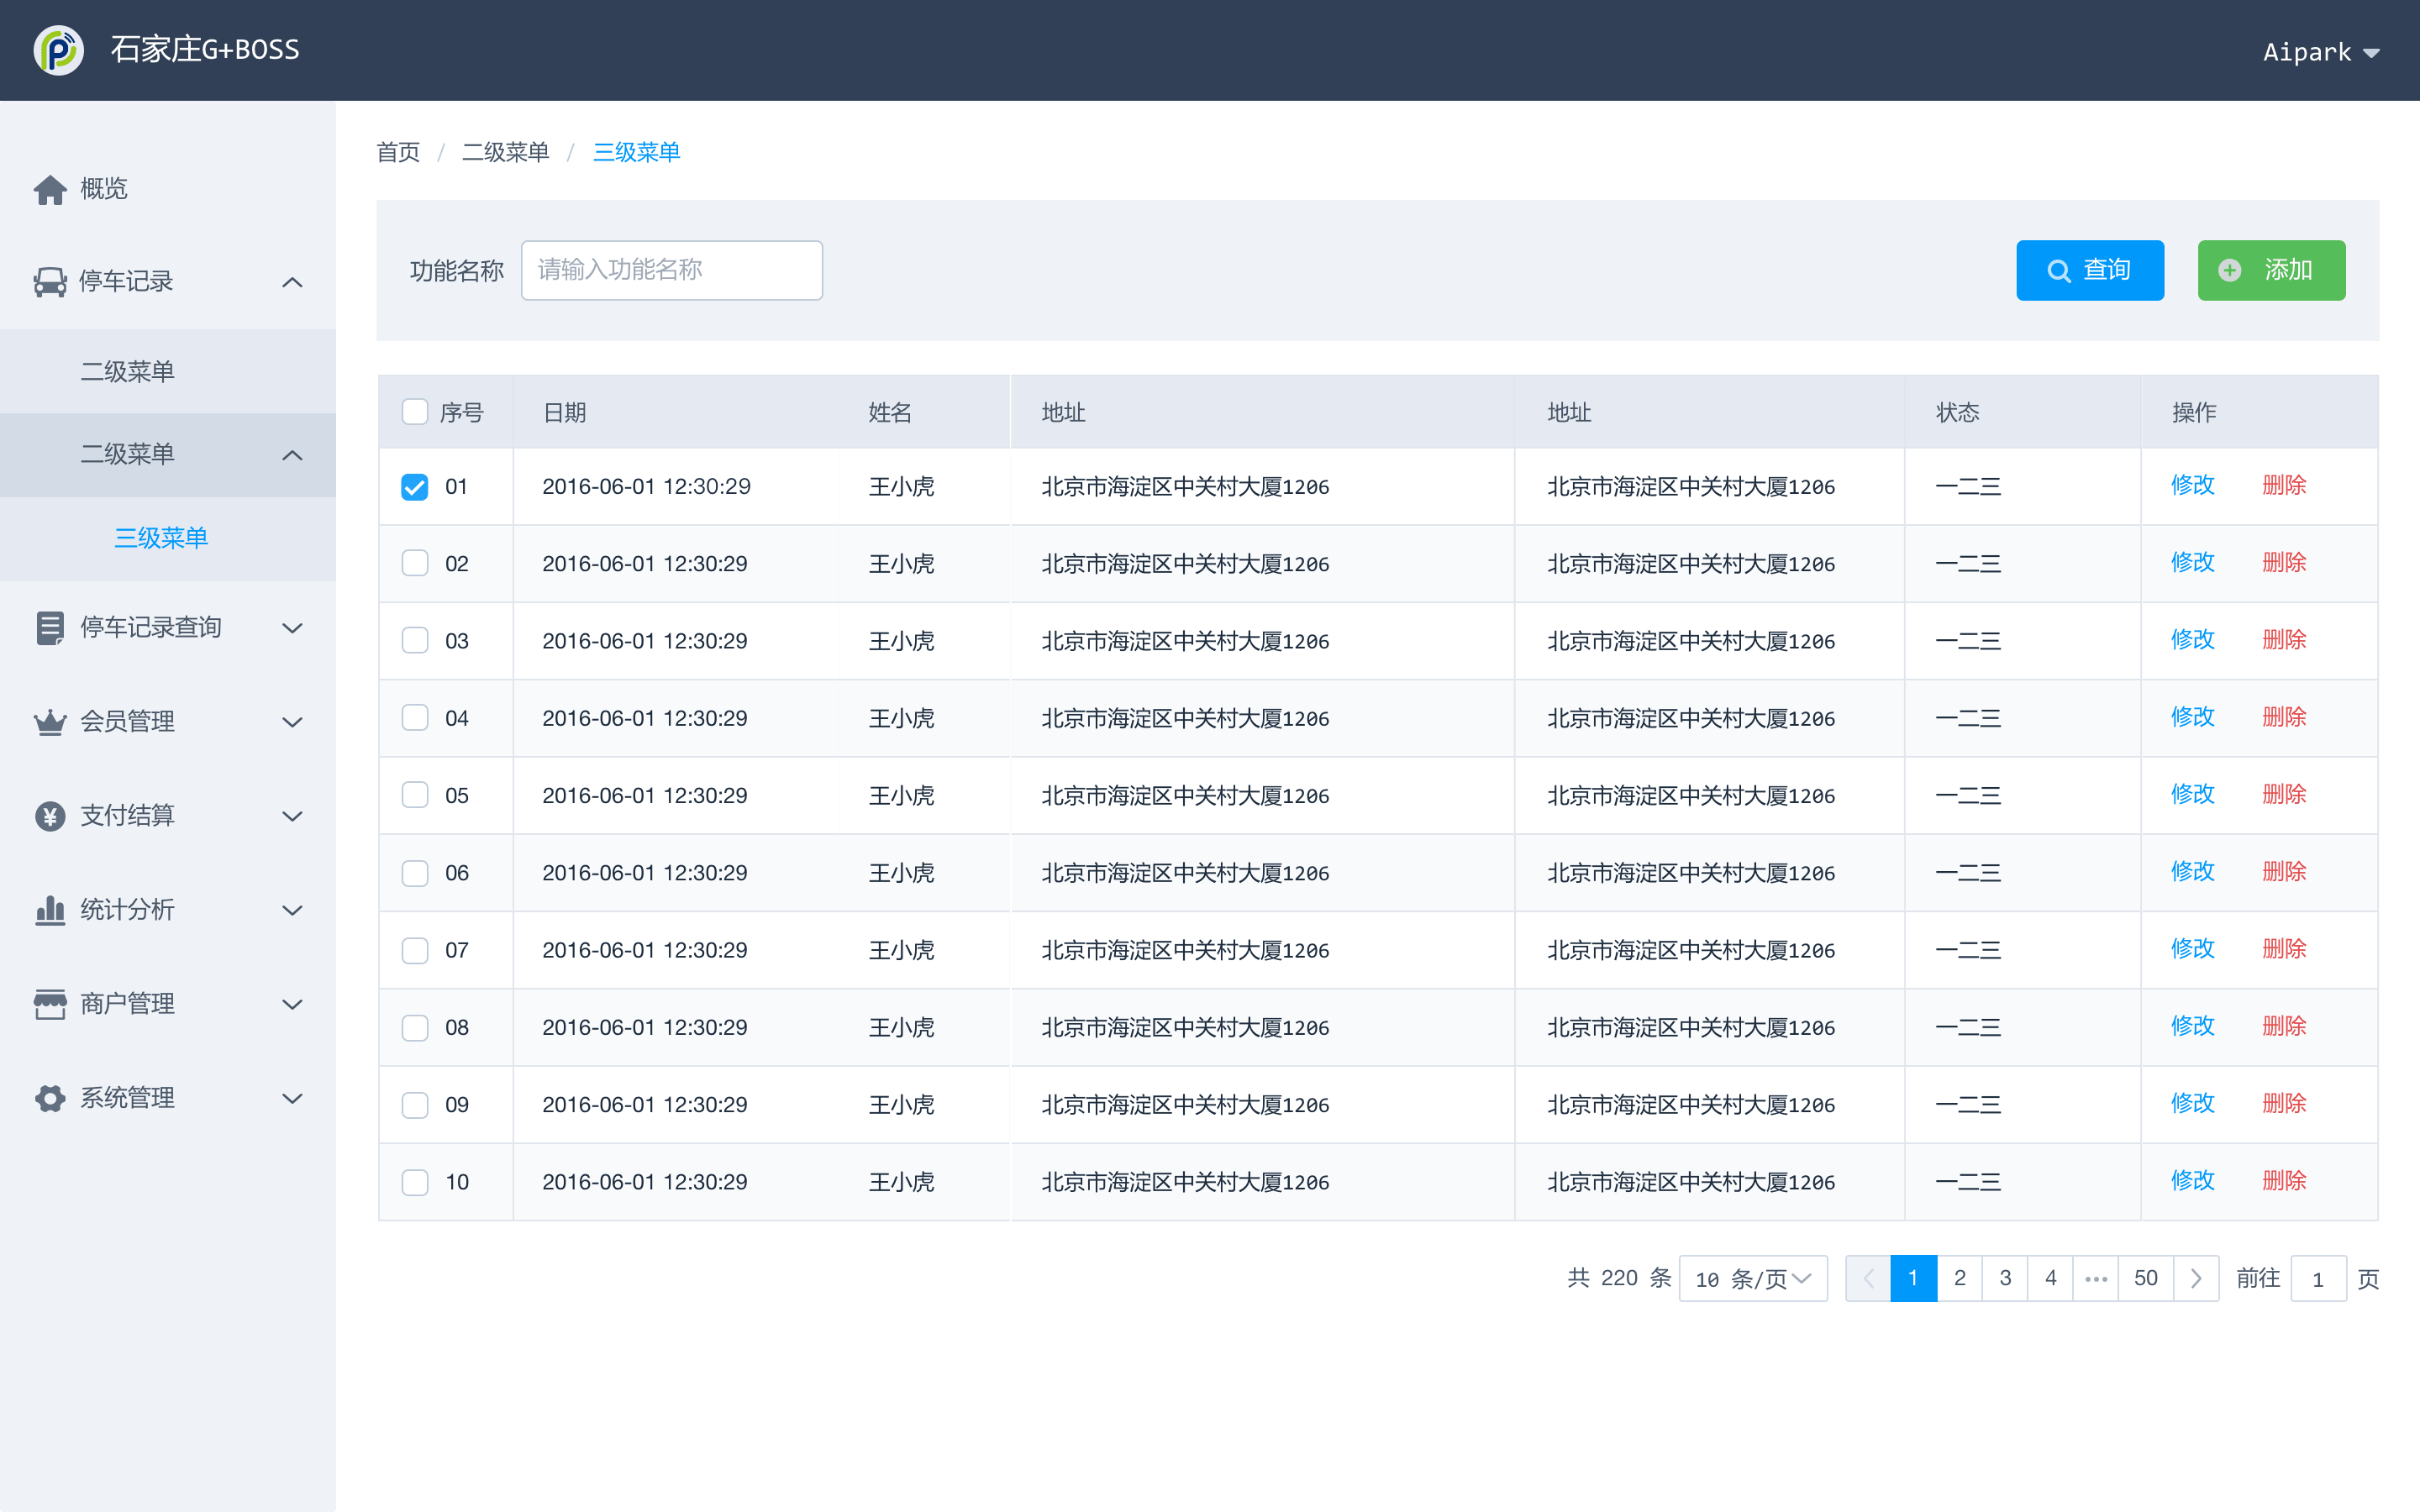 石家庄G+BOSS
Aipark
概览
停车记录
二级菜单
二级菜单
三级菜单
停车记录查询
会员管理
支付结算
统计分析
商户管理
系统管理
首页 / 二级菜单 / 三级菜单
功能名称 请输入功能名称 查询 添加
序号 日期 姓名 地址 地址 状态 操作
01 2016-06-01 12:30:29 王小虎 北京市海淀区中关村大厦1206 北京市海淀区中关村大厦1206 一二三 修改 删除
02 2016-06-01 12:30:29 王小虎 北京市海淀区中关村大厦1206 北京市海淀区中关村大厦1206 一二三 修改 删除
03 2016-06-01 12:30:29 王小虎 北京市海淀区中关村大厦1206 北京市海淀区中关村大厦1206 一二三 修改 删除
04 2016-06-01 12:30:29 王小虎 北京市海淀区中关村大厦1206 北京市海淀区中关村大厦1206 一二三 修改 删除
05 2016-06-01 12:30:29 王小虎 北京市海淀区中关村大厦1206 北京市海淀区中关村大厦1206 一二三 修改 删除
06 2016-06-01 12:30:29 王小虎 北京市海淀区中关村大厦1206 北京市海淀区中关村大厦1206 一二三 修改 删除
07 2016-06-01 12:30:29 王小虎 北京市海淀区中关村大厦1206 北京市海淀区中关村大厦1206 一二三 修改 删除
08 2016-06-01 12:30:29 王小虎 北京市海淀区中关村大厦1206 北京市海淀区中关村大厦1206 一二三 修改 删除
09 2016-06-01 12:30:29 王小虎 北京市海淀区中关村大厦1206 北京市海淀区中关村大厦1206 一二三 修改 删除
10 2016-06-01 12:30:29 王小虎 北京市海淀区中关村大厦1206 北京市海淀区中关村大厦1206 一二三 修改 删除
共 220 条 10 条/页 1 2 3 4 ••• 50 前往 1 页